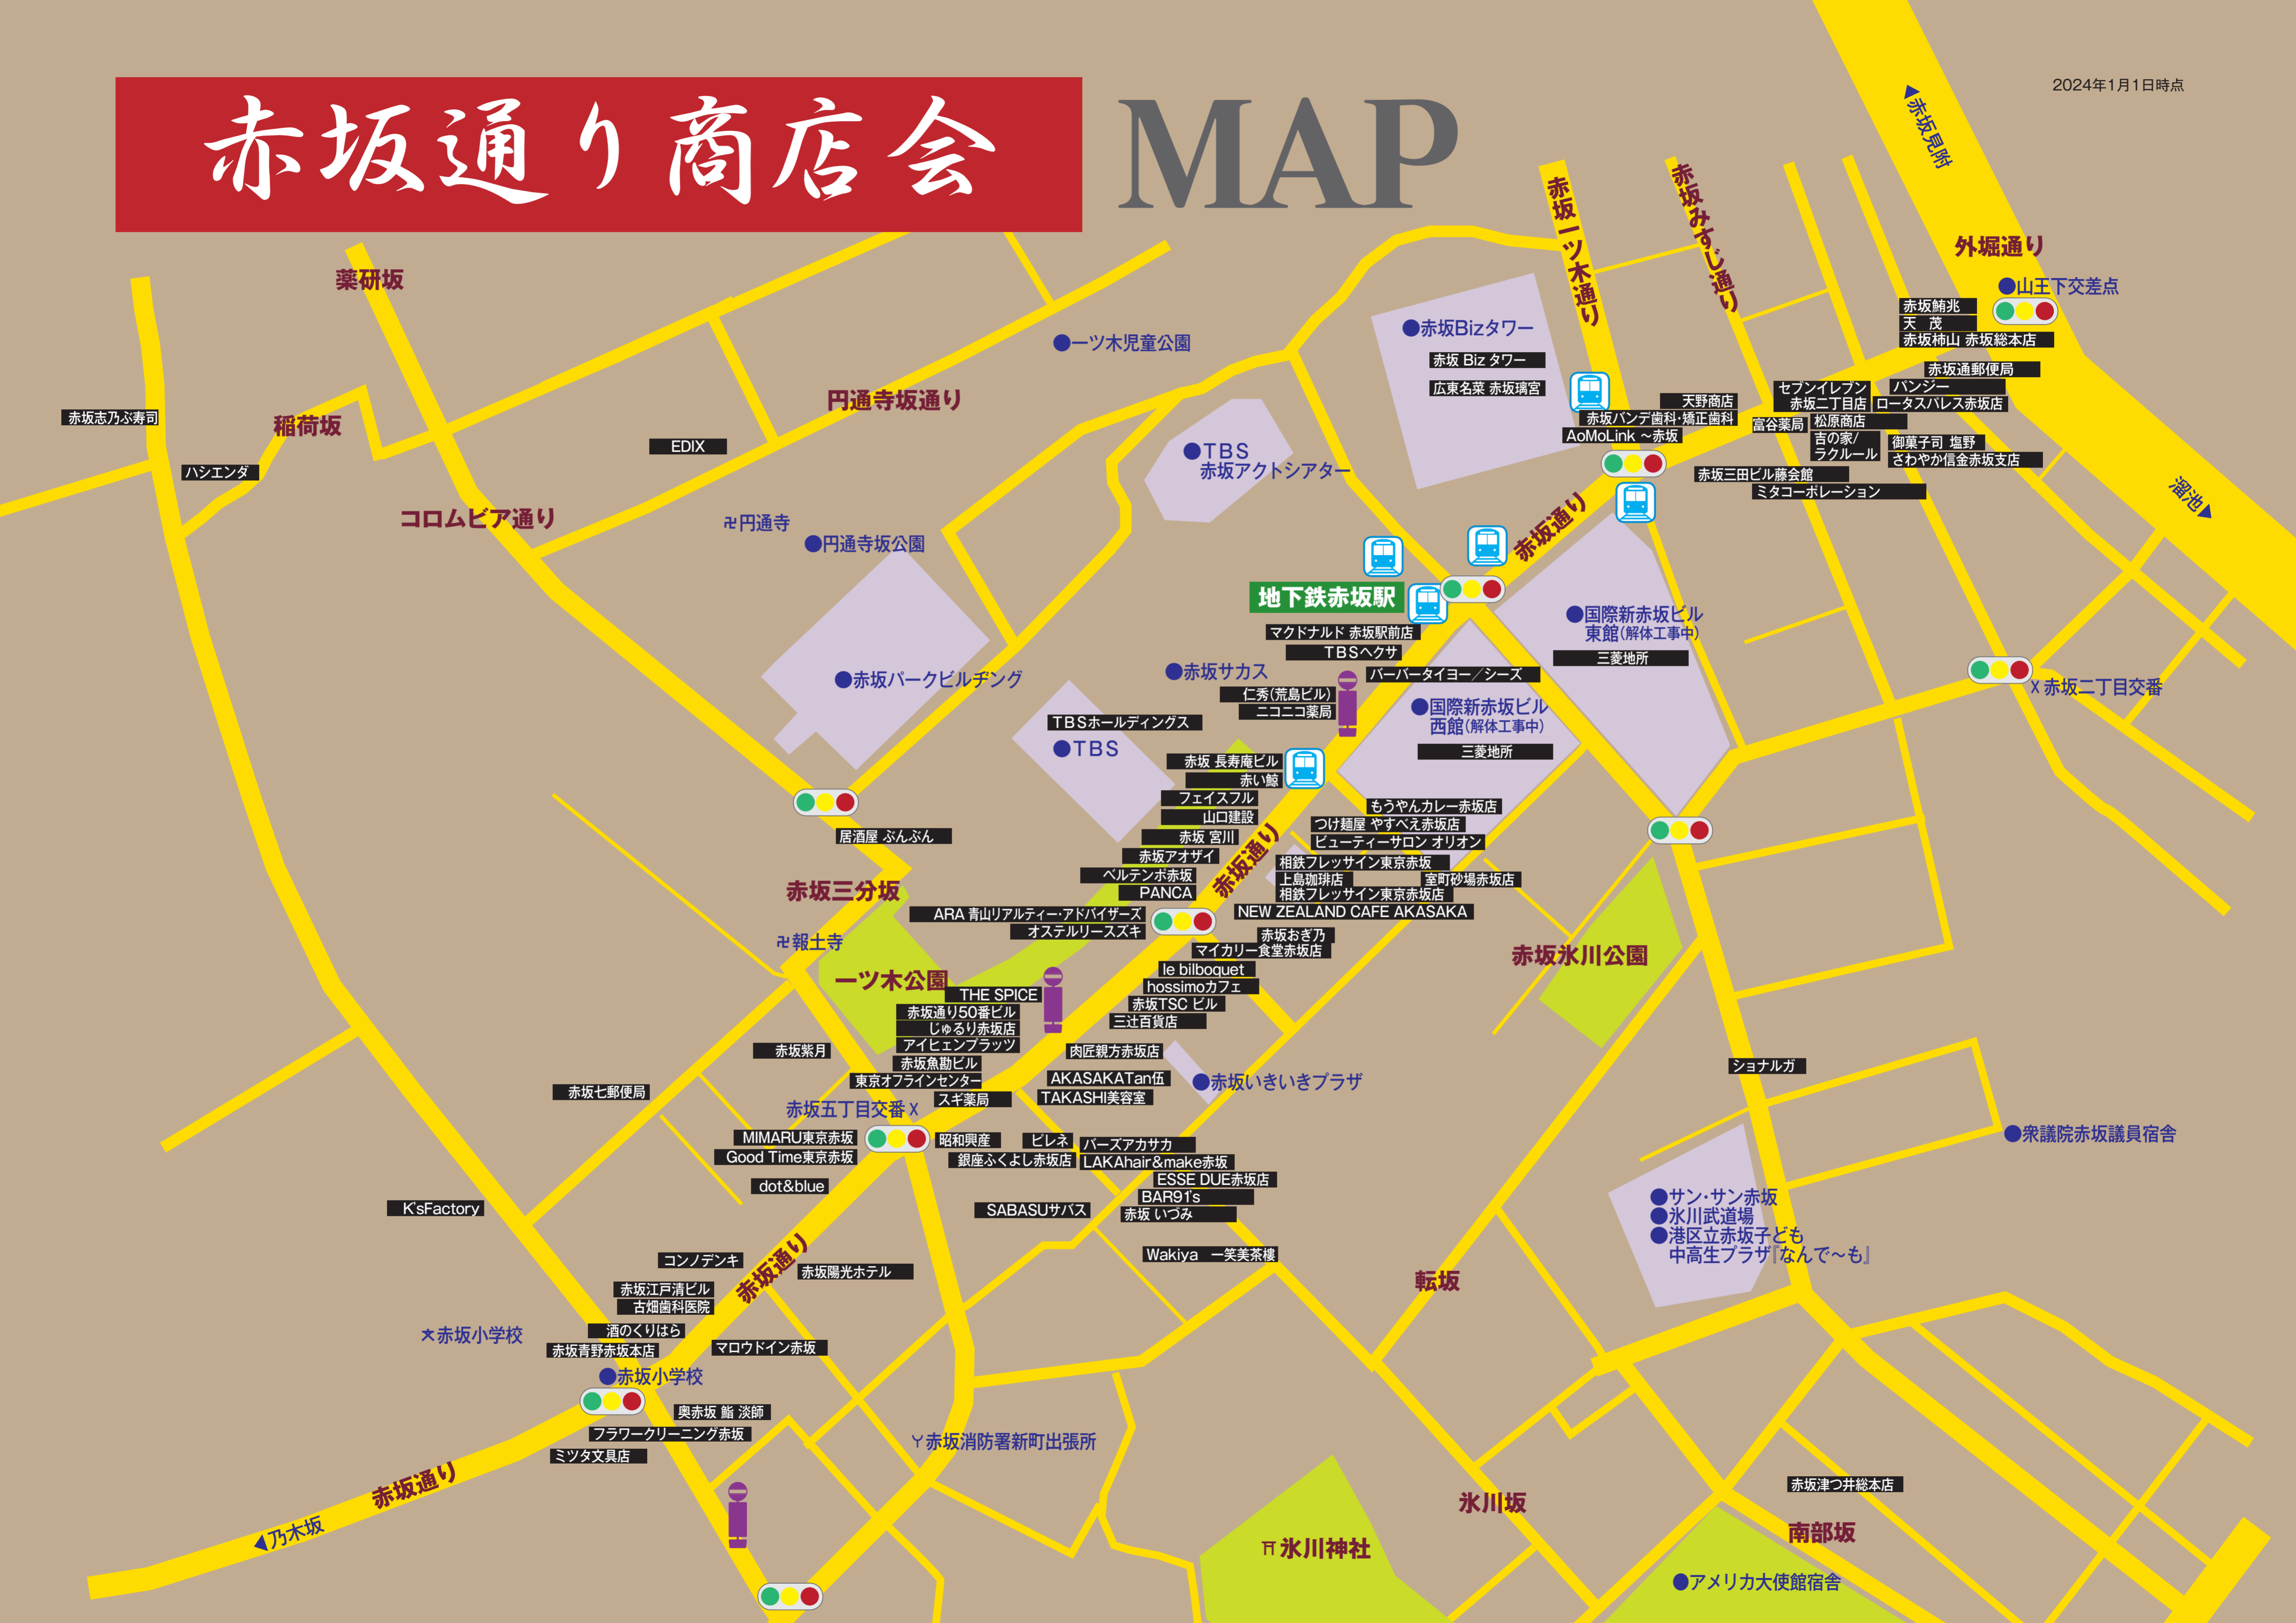 赤坂通り商店会
MAP
2024年1月1日時点
▲赤坂見附
赤坂一ツ木通り
赤坂みすじ通り
外堀通り
●山王下交差点
赤坂鮪兆
天　茂
赤坂柿山 赤坂総本店
赤坂通郵便局
薬研坂
●一ツ木児童公園
●赤坂Bizタワー
赤坂 Biz タワー
広東名菜 赤坂璃宮
セブンイレブン
赤坂二丁目店
パンジー
ロータスパレス赤坂店
天野商店
赤坂パンデ歯科・矯正歯科
AoMoLink ～赤坂
富谷薬局
松原商店
吉の家/
ラクルール
御菓子司 塩野
さわやか信金赤坂支店
赤坂三田ビル藤会館
ミタコーポレーション
円通寺坂通り
赤坂志乃ぶ寿司
稲荷坂
ハシエンダ
EDIX
●TBS
赤坂アクトシアター
コロムビア通り
卍円通寺
●円通寺坂公園
溜池▶
赤坂通り
地下鉄赤坂駅
マクドナルド 赤坂駅前店
TBSヘクサ
●国際新赤坂ビル
東館(解体工事中)
三菱地所
●赤坂パークビルヂング
●赤坂サカス
バーバータイヨー／シーズ
仁秀(荒島ビル)
ニコニコ薬局
●国際新赤坂ビル
西館(解体工事中)
三菱地所
X 赤坂二丁目交番
TBSホールディングス
●TBS
赤坂 長寿庵ビル
赤い鯨
フェイスフル
山口建設
赤坂 宮川
赤坂アオザイ
ベルテンポ赤坂
PANCA
ARA 青山リアルティー・アドバイザーズ
オステルリースズキ
赤坂通り
もうやんカレー赤坂店
つけ麺屋 やすべえ赤坂店
ビューティーサロン オリオン
相鉄フレッサイン東京赤坂
上島珈琲店
室町砂場赤坂店
相鉄フレッサイン東京赤坂店
NEW ZEALAND CAFE AKASAKA
赤坂おぎ乃
マイカリー食堂赤坂店
le bilboquet
hossimoカフェ
赤坂TSC ビル
三辻百貨店
居酒屋 ぶんぶん
赤坂三分坂
卍報土寺
一ツ木公園
赤坂氷川公園
THE SPICE
赤坂通り50番ビル
じゅるり赤坂店
アイヒェンプラッツ
赤坂魚勘ビル
東京オフラインセンター
スギ薬局
赤坂紫月
赤坂七郵便局
赤坂五丁目交番 X
肉匠親方赤坂店
AKASAKATan伍
TAKASHI美容室
●赤坂いきいきプラザ
ショナルガ
●衆議院赤坂議員宿舎
MIMARU東京赤坂
Good Time東京赤坂
dot&blue
昭和興産
ピレネ
バーズアカサカ
銀座ふくよし赤坂店
LAKAhair&make赤坂
ESSE DUE赤坂店
BAR91's
赤坂 いづみ
SABASUサバス
Wakiya　一笑美茶樓
K'sFactory
●サン・サン赤坂
●氷川武道場
●港区立赤坂子ども
中高生プラザ『なんで～も』
コンノデンキ
赤坂通り
赤坂陽光ホテル
赤坂江戸清ビル
古畑歯科医院
酒のくりはら
赤坂青野赤坂本店
マロウドイン赤坂
転坂
文赤坂小学校
●赤坂小学校
奥赤坂 鮨 淡師
フラワークリーニング赤坂
ミツタ文具店
赤坂通り
◀乃木坂
Y赤坂消防署新町出張所
氷川坂
赤坂津つ井総本店
南部坂
氷川神社
●アメリカ大使館宿舎